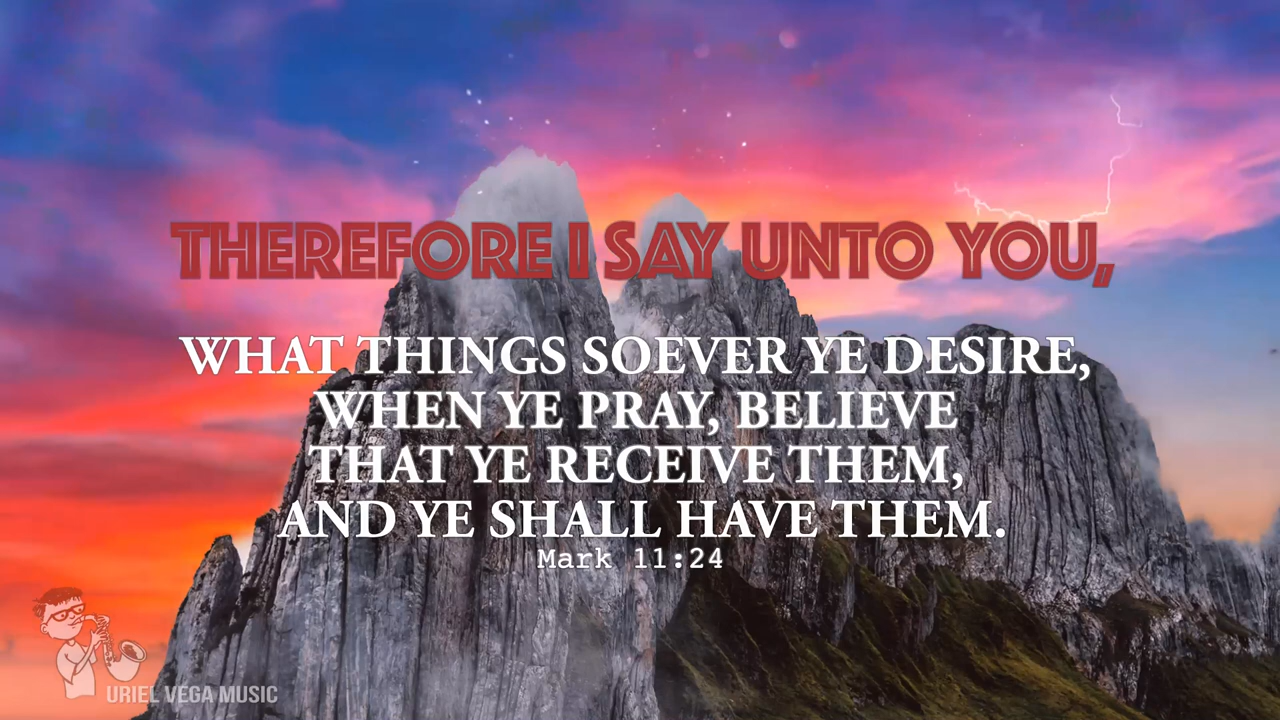 THEREFORE I SAY UNTO YOU,
WHAT THINGS SOEVER YE DESIRE,
WHEN YE PRAY, BELIEVE
THAT YE RECEIVE THEM,
AND YE SHALL HAVE THEM.
Mark 11:24
URIEL VEGA MUSIC